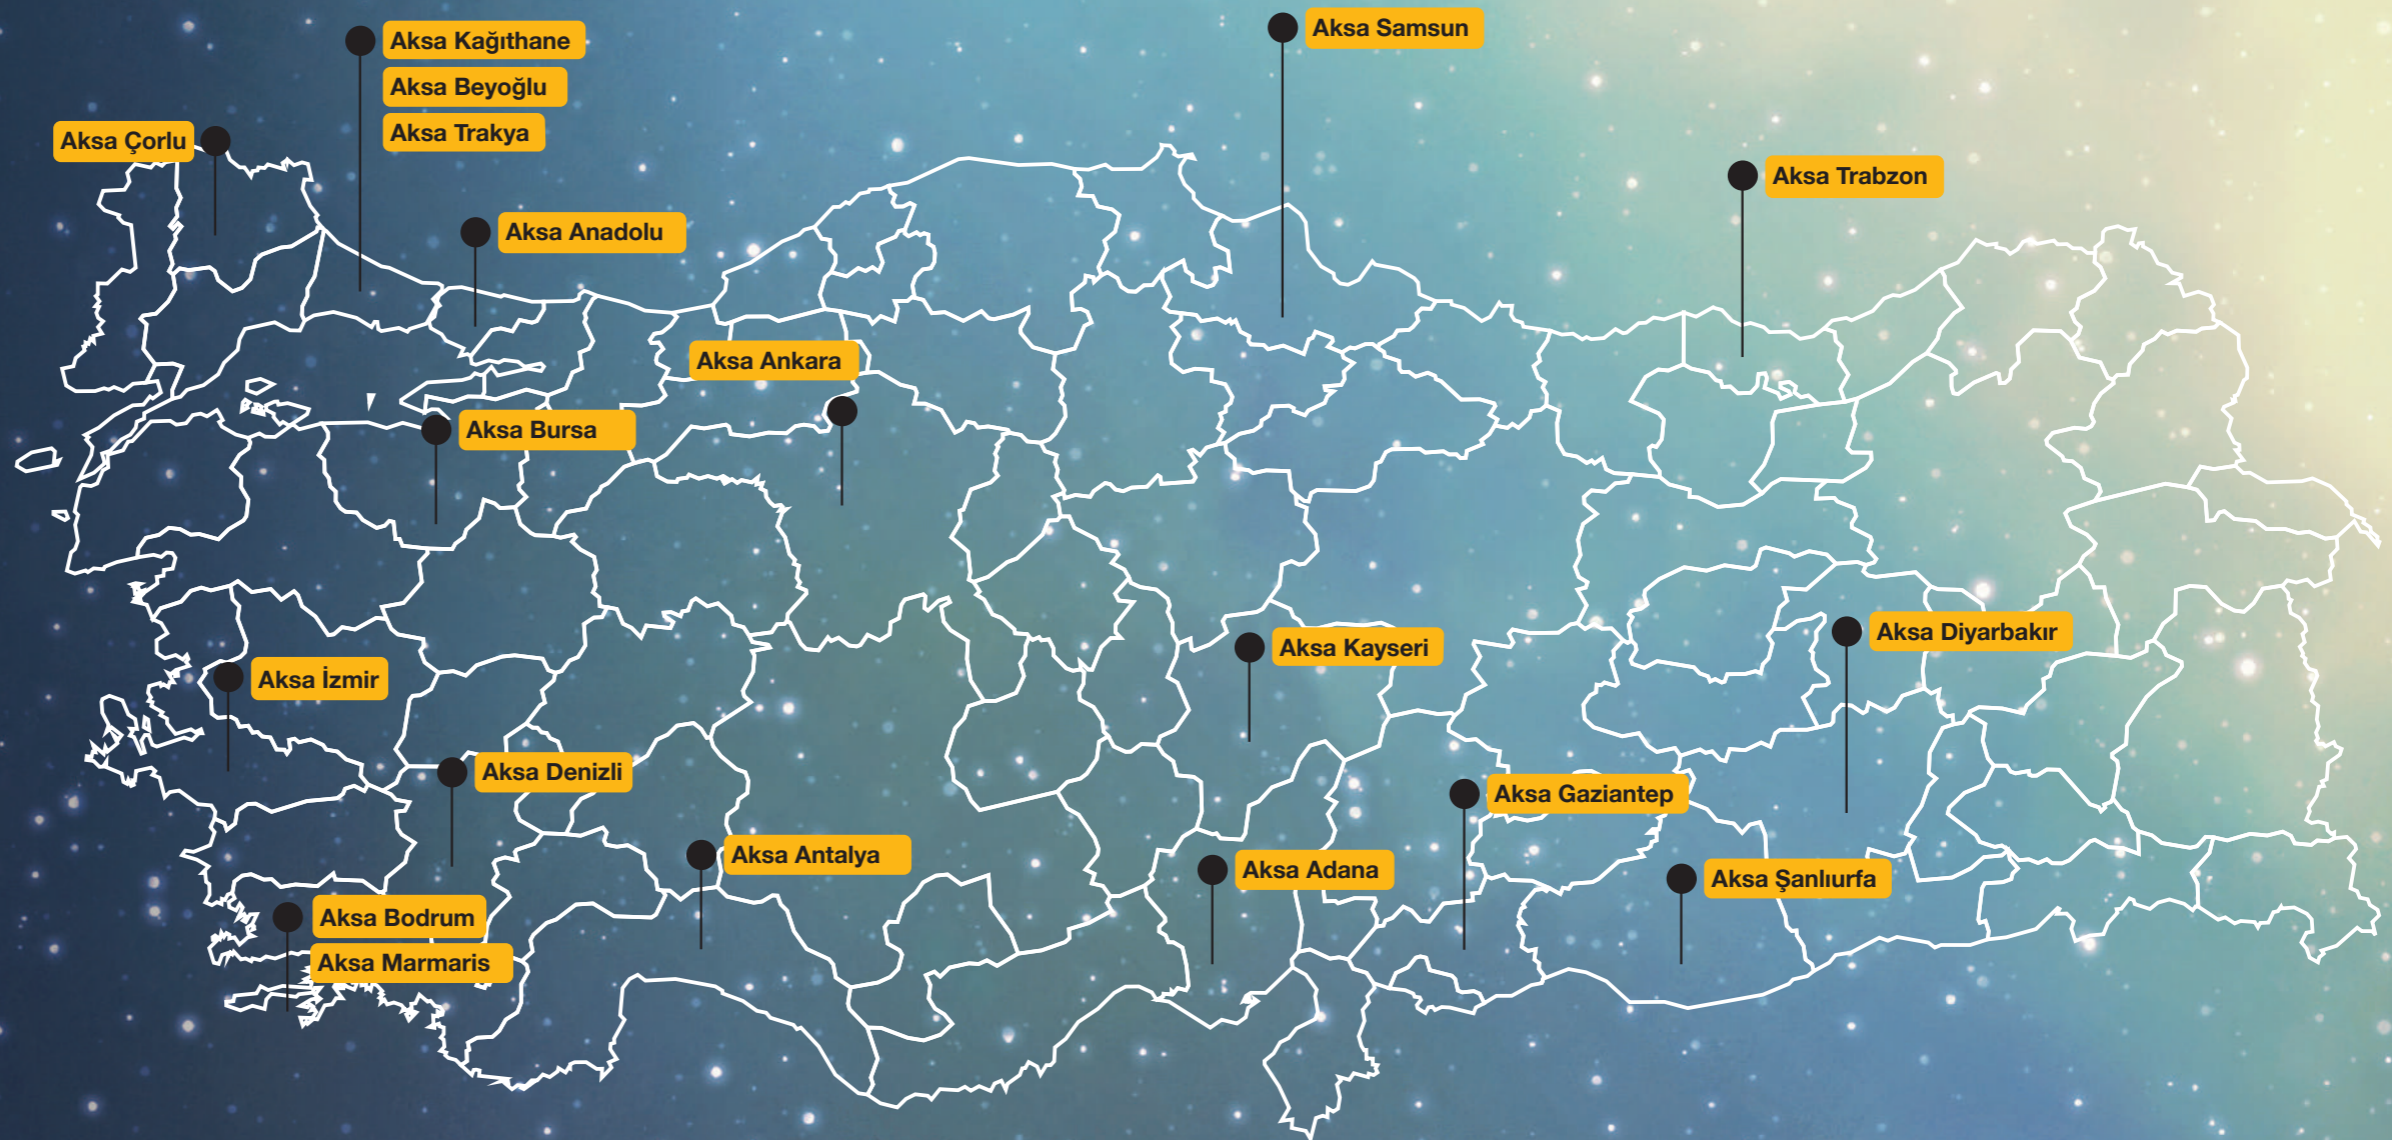 Aksa Kağıthane
Aksa Beyoğlu
Aksa Trakya
Aksa Samsun
Aksa Çorlu
Aksa Trabzon
Aksa Anadolu
Aksa Ankara
Aksa Bursa
Aksa Diyarbakır
Aksa Kayseri
Aksa İzmir
Aksa Denizli
Aksa Gaziantep
Aksa Antalya
Aksa Adana
Aksa Şanlıurfa
Aksa Bodrum
Aksa Marmaris